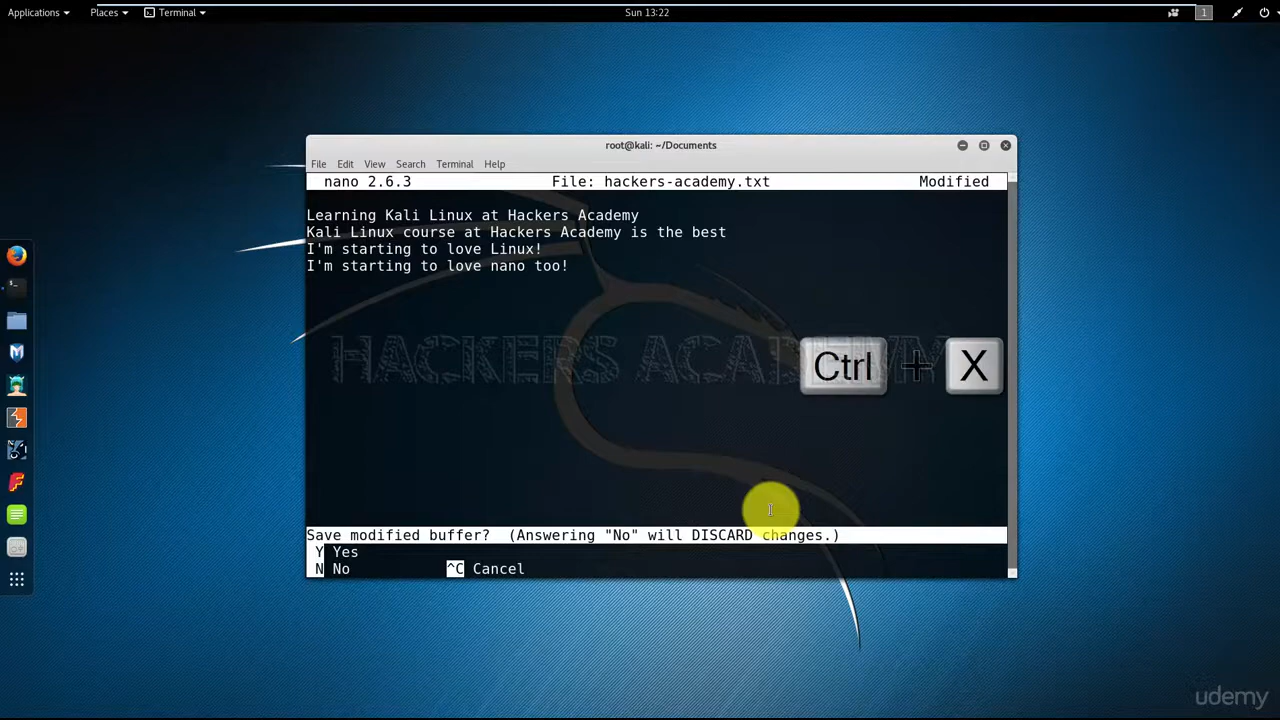 Applications Places Terminal Sun 13:22 1
root@kali: ~/Documents
File Edit View Search Terminal Help
nano 2.6.3 File: hackers-academy.txt Modified
Learning Kali Linux at Hackers Academy
Kali Linux course at Hackers Academy is the best
I'm starting to love Linux!
I'm starting to love nano too!
HACKERS ACADEMY
Ctrl + X
Save modified buffer? (Answering "No" will DISCARD changes.)
Y Yes
N No ^C Cancel
udemy